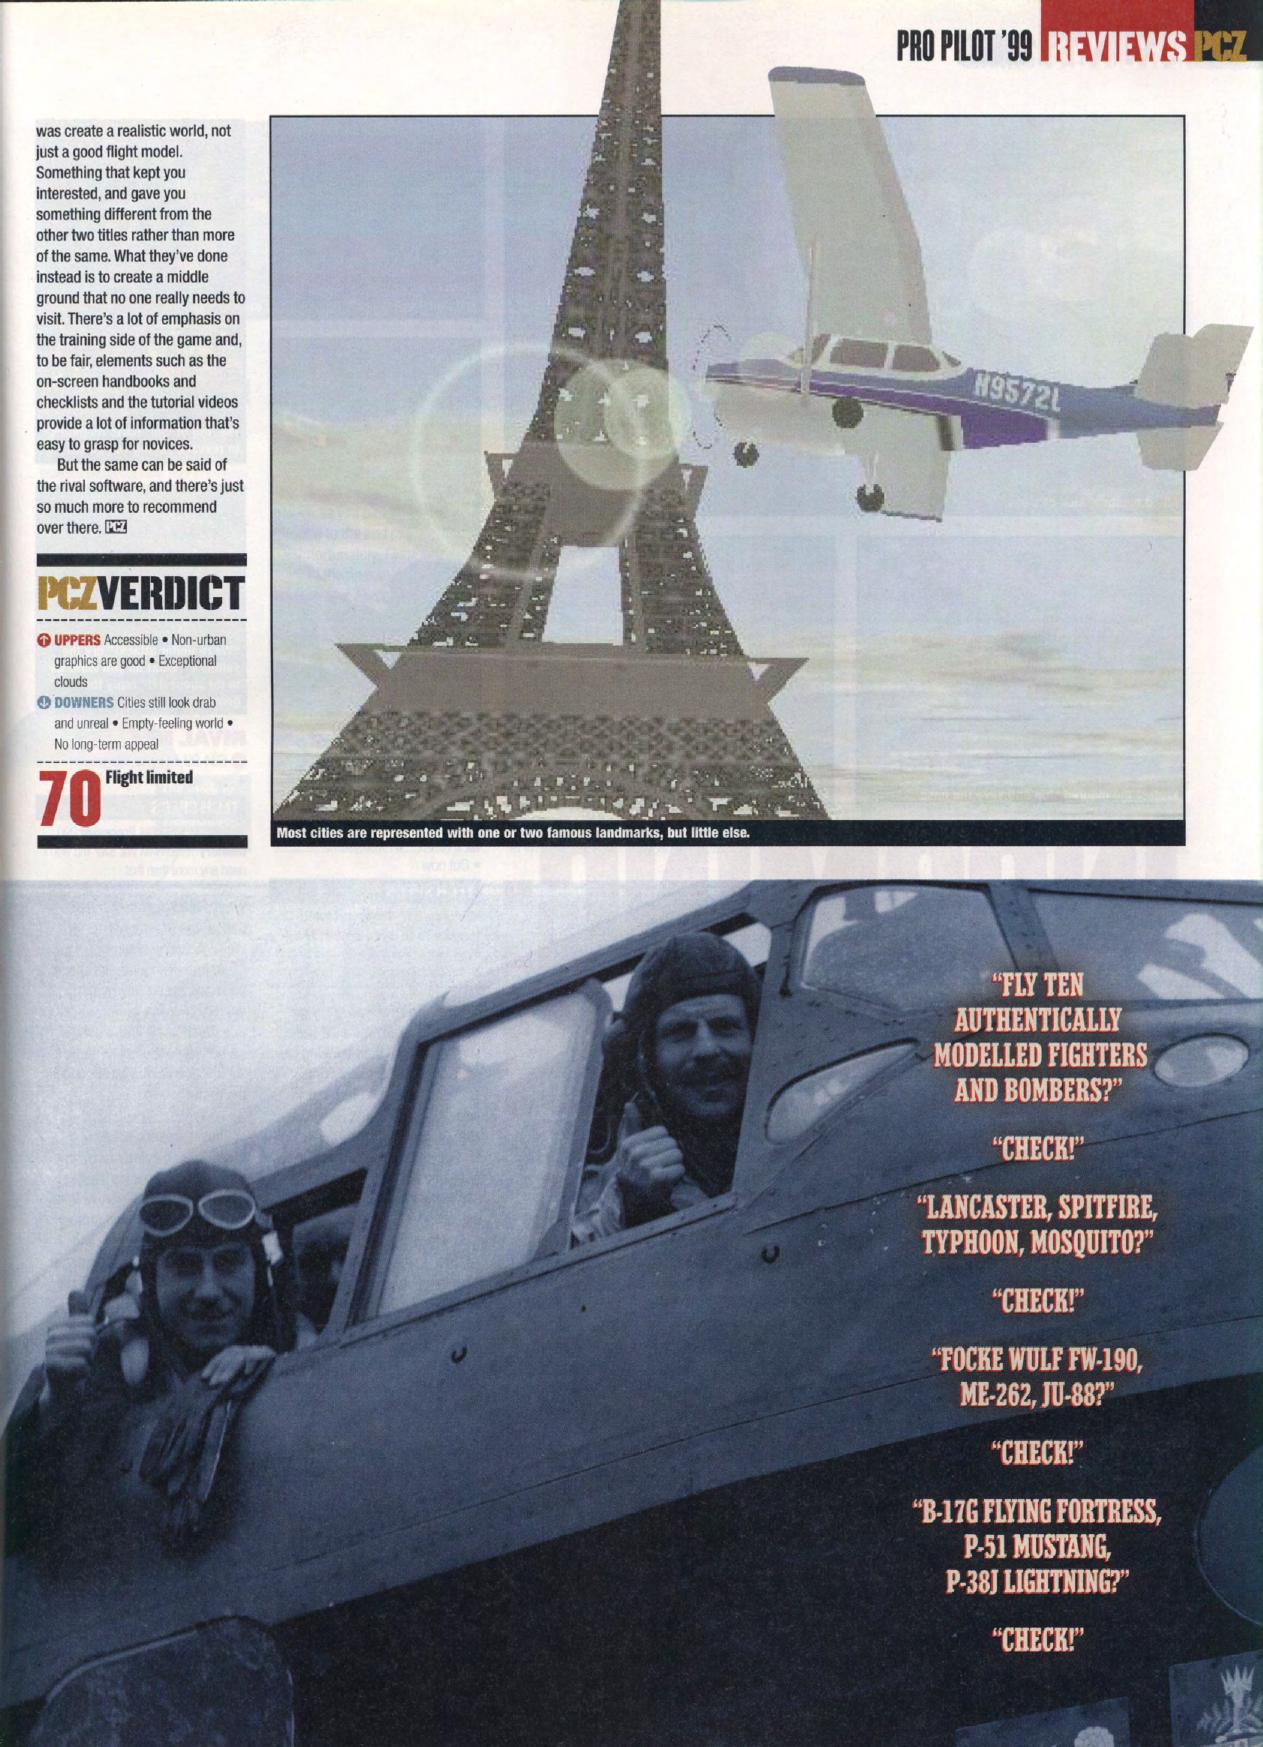 PRO PILOT '99 REVIEWS PCZ
was create a realistic world, not
just a good flight model.
Something that kept you
interested, and gave you
something different from the
other two titles rather than more
of the same. What they've done
instead is to create a middle
ground that no one really needs to
visit. There's a lot of emphasis on
the training side of the game and,
to be fair, elements such as the
on-screen handbooks and
checklists and the tutorial videos
provide a lot of information that's
easy to grasp for novices.
But the same can be said of
the rival software, and there's just
so much more to recommend
over there. PCZ
PCZVERDICT
UPPERS Accessible • Non-urban
graphics are good • Exceptional
clouds
DOWNERS Cities still look drab
and unreal • Empty-feeling world •
No long-term appeal
70 Flight limited
N9572L
Most cities are represented with one or two famous landmarks, but little else.
“FLY TEN
AUTHENTICALLY
MODELLED FIGHTERS
AND BOMBERS?”
“CHECK!”
“LANCASTER, SPITFIRE,
TYPHOON, MOSQUITO?”
“CHECK!”
“FOCKE WULF FW-190,
ME-262, JU-88?”
“CHECK!”
“B-17G FLYING FORTRESS,
P-51 MUSTANG,
P-38J LIGHTNING?”
“CHECK!”